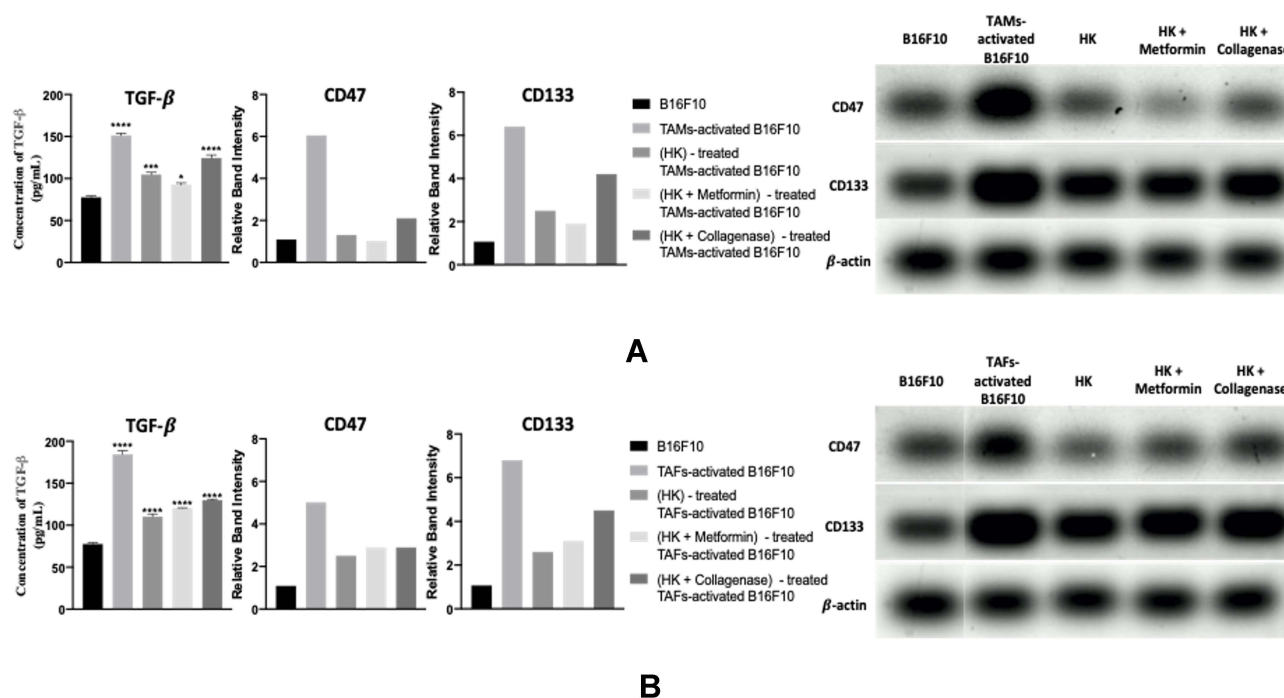 TGF-β
CD47
CD133
Concentration of TGF-β
(pg/mL)
200
150
100
50
0
****
***
*
****
Relative Band Intensity
8
6
4
2
0
Relative Band Intensity
8
6
4
2
0
B16F10
TAMs-activated B16F10
(HK) - treated
TAMs-activated B16F10
(HK + Metformin) - treated
TAMs-activated B16F10
(HK + Collagenase) - treated
TAMs-activated B16F10
B16F10
TAMs-
activated
B16F10
HK
HK +
Metformin
HK +
Collagenase
CD47
CD133
β-actin
A
TGF-β
CD47
CD133
Concentration of TGF-β
(pg/mL)
200
150
100
50
0
****
****
****
****
Relative Band Intensity
8
6
4
2
0
Relative Band Intensity
8
6
4
2
0
B16F10
TAFs-activated B16F10
(HK) - treated
TAFs-activated B16F10
(HK + Metformin) - treated
TAFs-activated B16F10
(HK + Collagenase) - treated
TAFs-activated B16F10
B16F10
TAFs-
activated
B16F10
HK
HK +
Metformin
HK +
Collagenase
CD47
CD133
β-actin
B